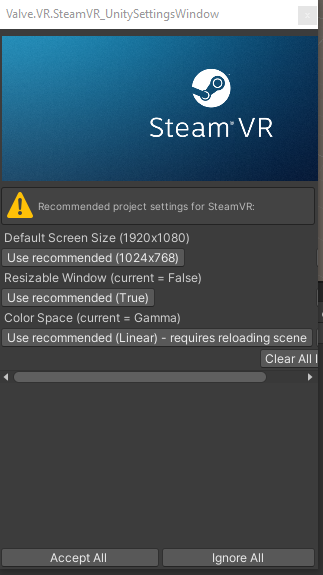 Valve.VR.SteamVR_UnitySettingsWindow
STEAM VR
Recommended project settings for SteamVR:
Default Screen Size (1920x1080)
Use recommended (1024x768)
Resizable Window (current = False)
Use recommended (True)
Color Space (current = Gamma)
Use recommended (Linear) - requires reloading scene
Clear All I
Accept All
Ignore All